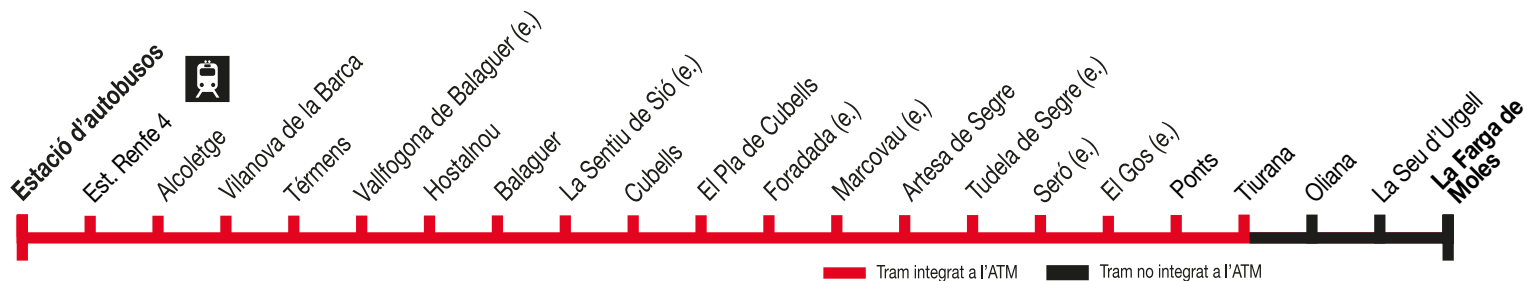 Estació d'autobusos
Est. Renfe 4
Alcoletge
Vilanova de la Barca
Térmens
Vallfogona de Balaguer (e.)
Hostalnou
Balaguer
La Sentiu de Sió (e.)
Cubells
El Pla de Cubells
Foradada (e.)
Marcovau (e.)
Artesa de Segre
Tudela de Segre (e.)
Seró (e.)
El Gos (e.)
Ponts
Tiurana
Oliana
La Seu d'Urgell
La Farga de
Moles
Tram integrat a l'ATM
Tram no integrat a l'ATM